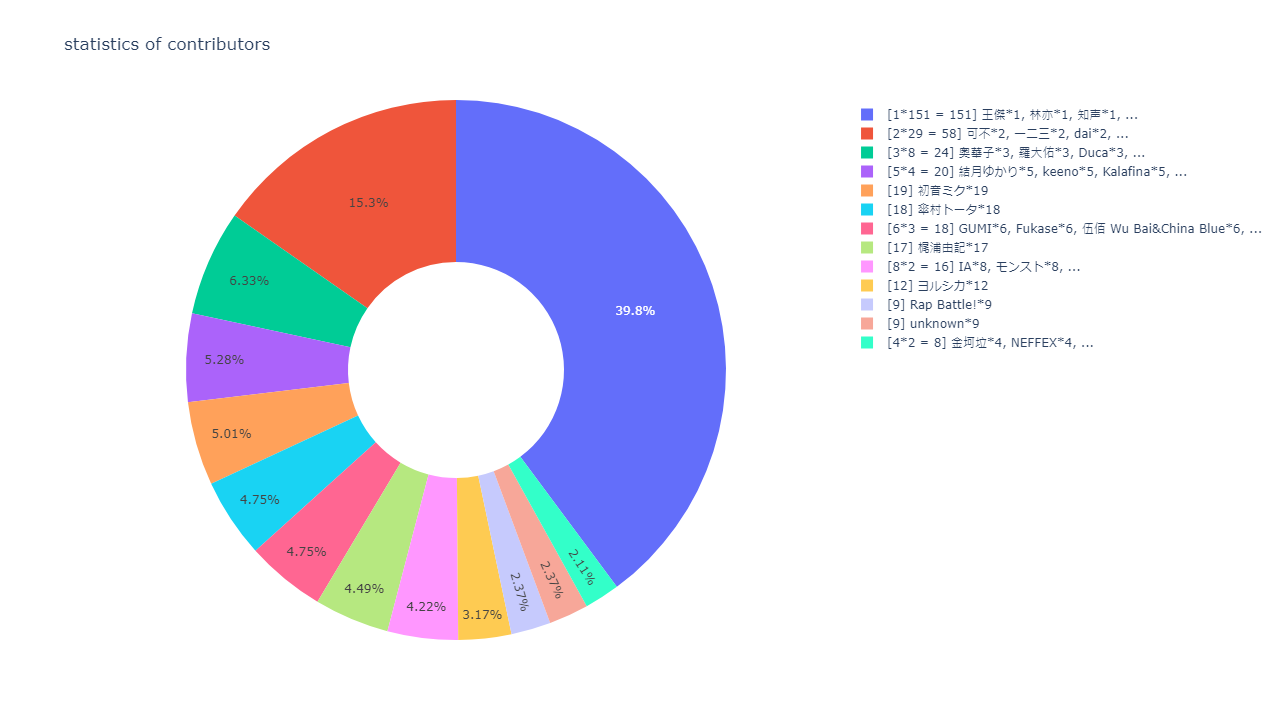 statistics of contributors
[1*151 = 151] 王傑*1, 林亦*1, 知声*1, ...
[2*29 = 58] 可不*2, 一二三*2, dai*2, ...
[3*8 = 24] 奥華子*3, 羅大佑*3, Duca*3, ...
[5*4 = 20] 結月ゆかり*5, keeno*5, Kalafina*5, ...
[19] 初音ミク*19
[18] 傘村トータ*18
[6*3 = 18] GUMI*6, Fukase*6, 伍佰 Wu Bai&China Blue*6, ...
[17] 梶浦由記*17
[8*2 = 16] IA*8, モンスト*8, ...
[12] ヨルシカ*12
[9] Rap Battle!*9
[9] unknown*9
[4*2 = 8] 金坷垃*4, NEFFEX*4, ...
39.8%
15.3%
6.33%
5.28%
5.01%
4.75%
4.75%
4.49%
4.22%
3.17%
2.37%
2.37%
2.11%